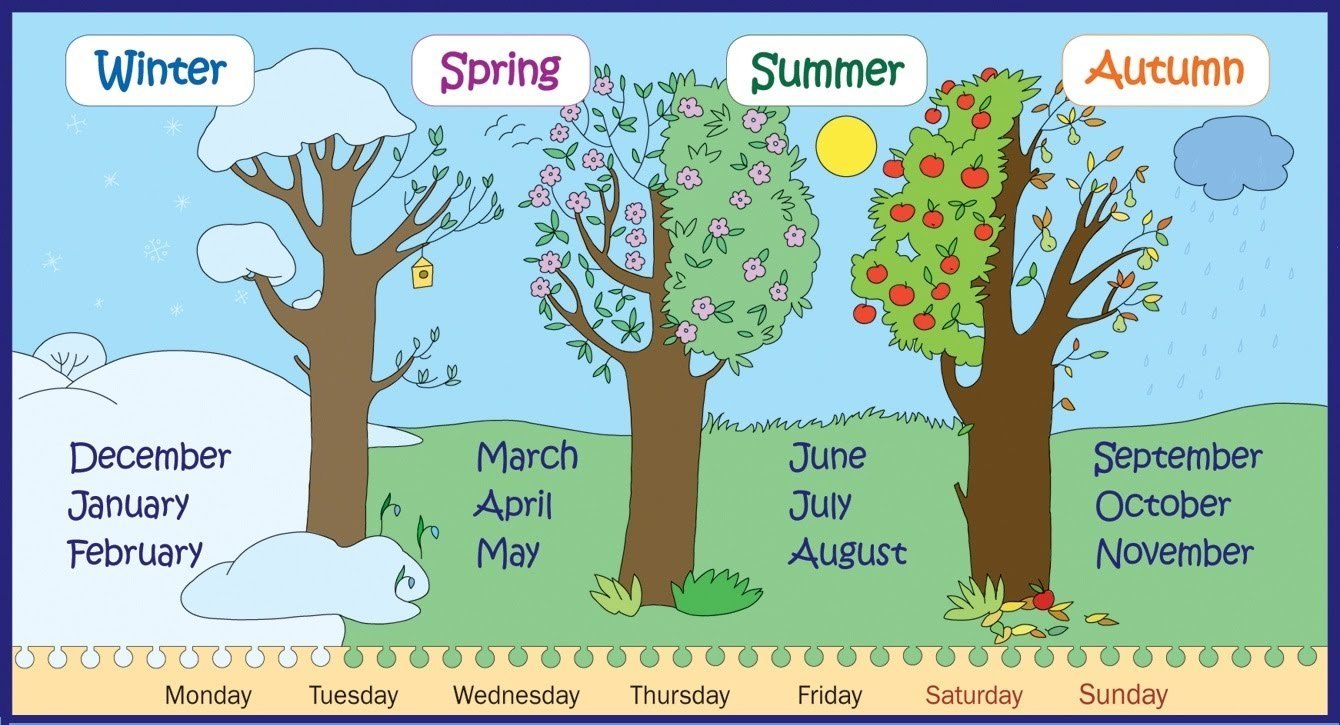 Winter
Spring
Summer
Autumn
December
January
February
March
April
May
June
July
August
September
October
November
Monday Tuesday Wednesday Thursday Friday Saturday Sunday